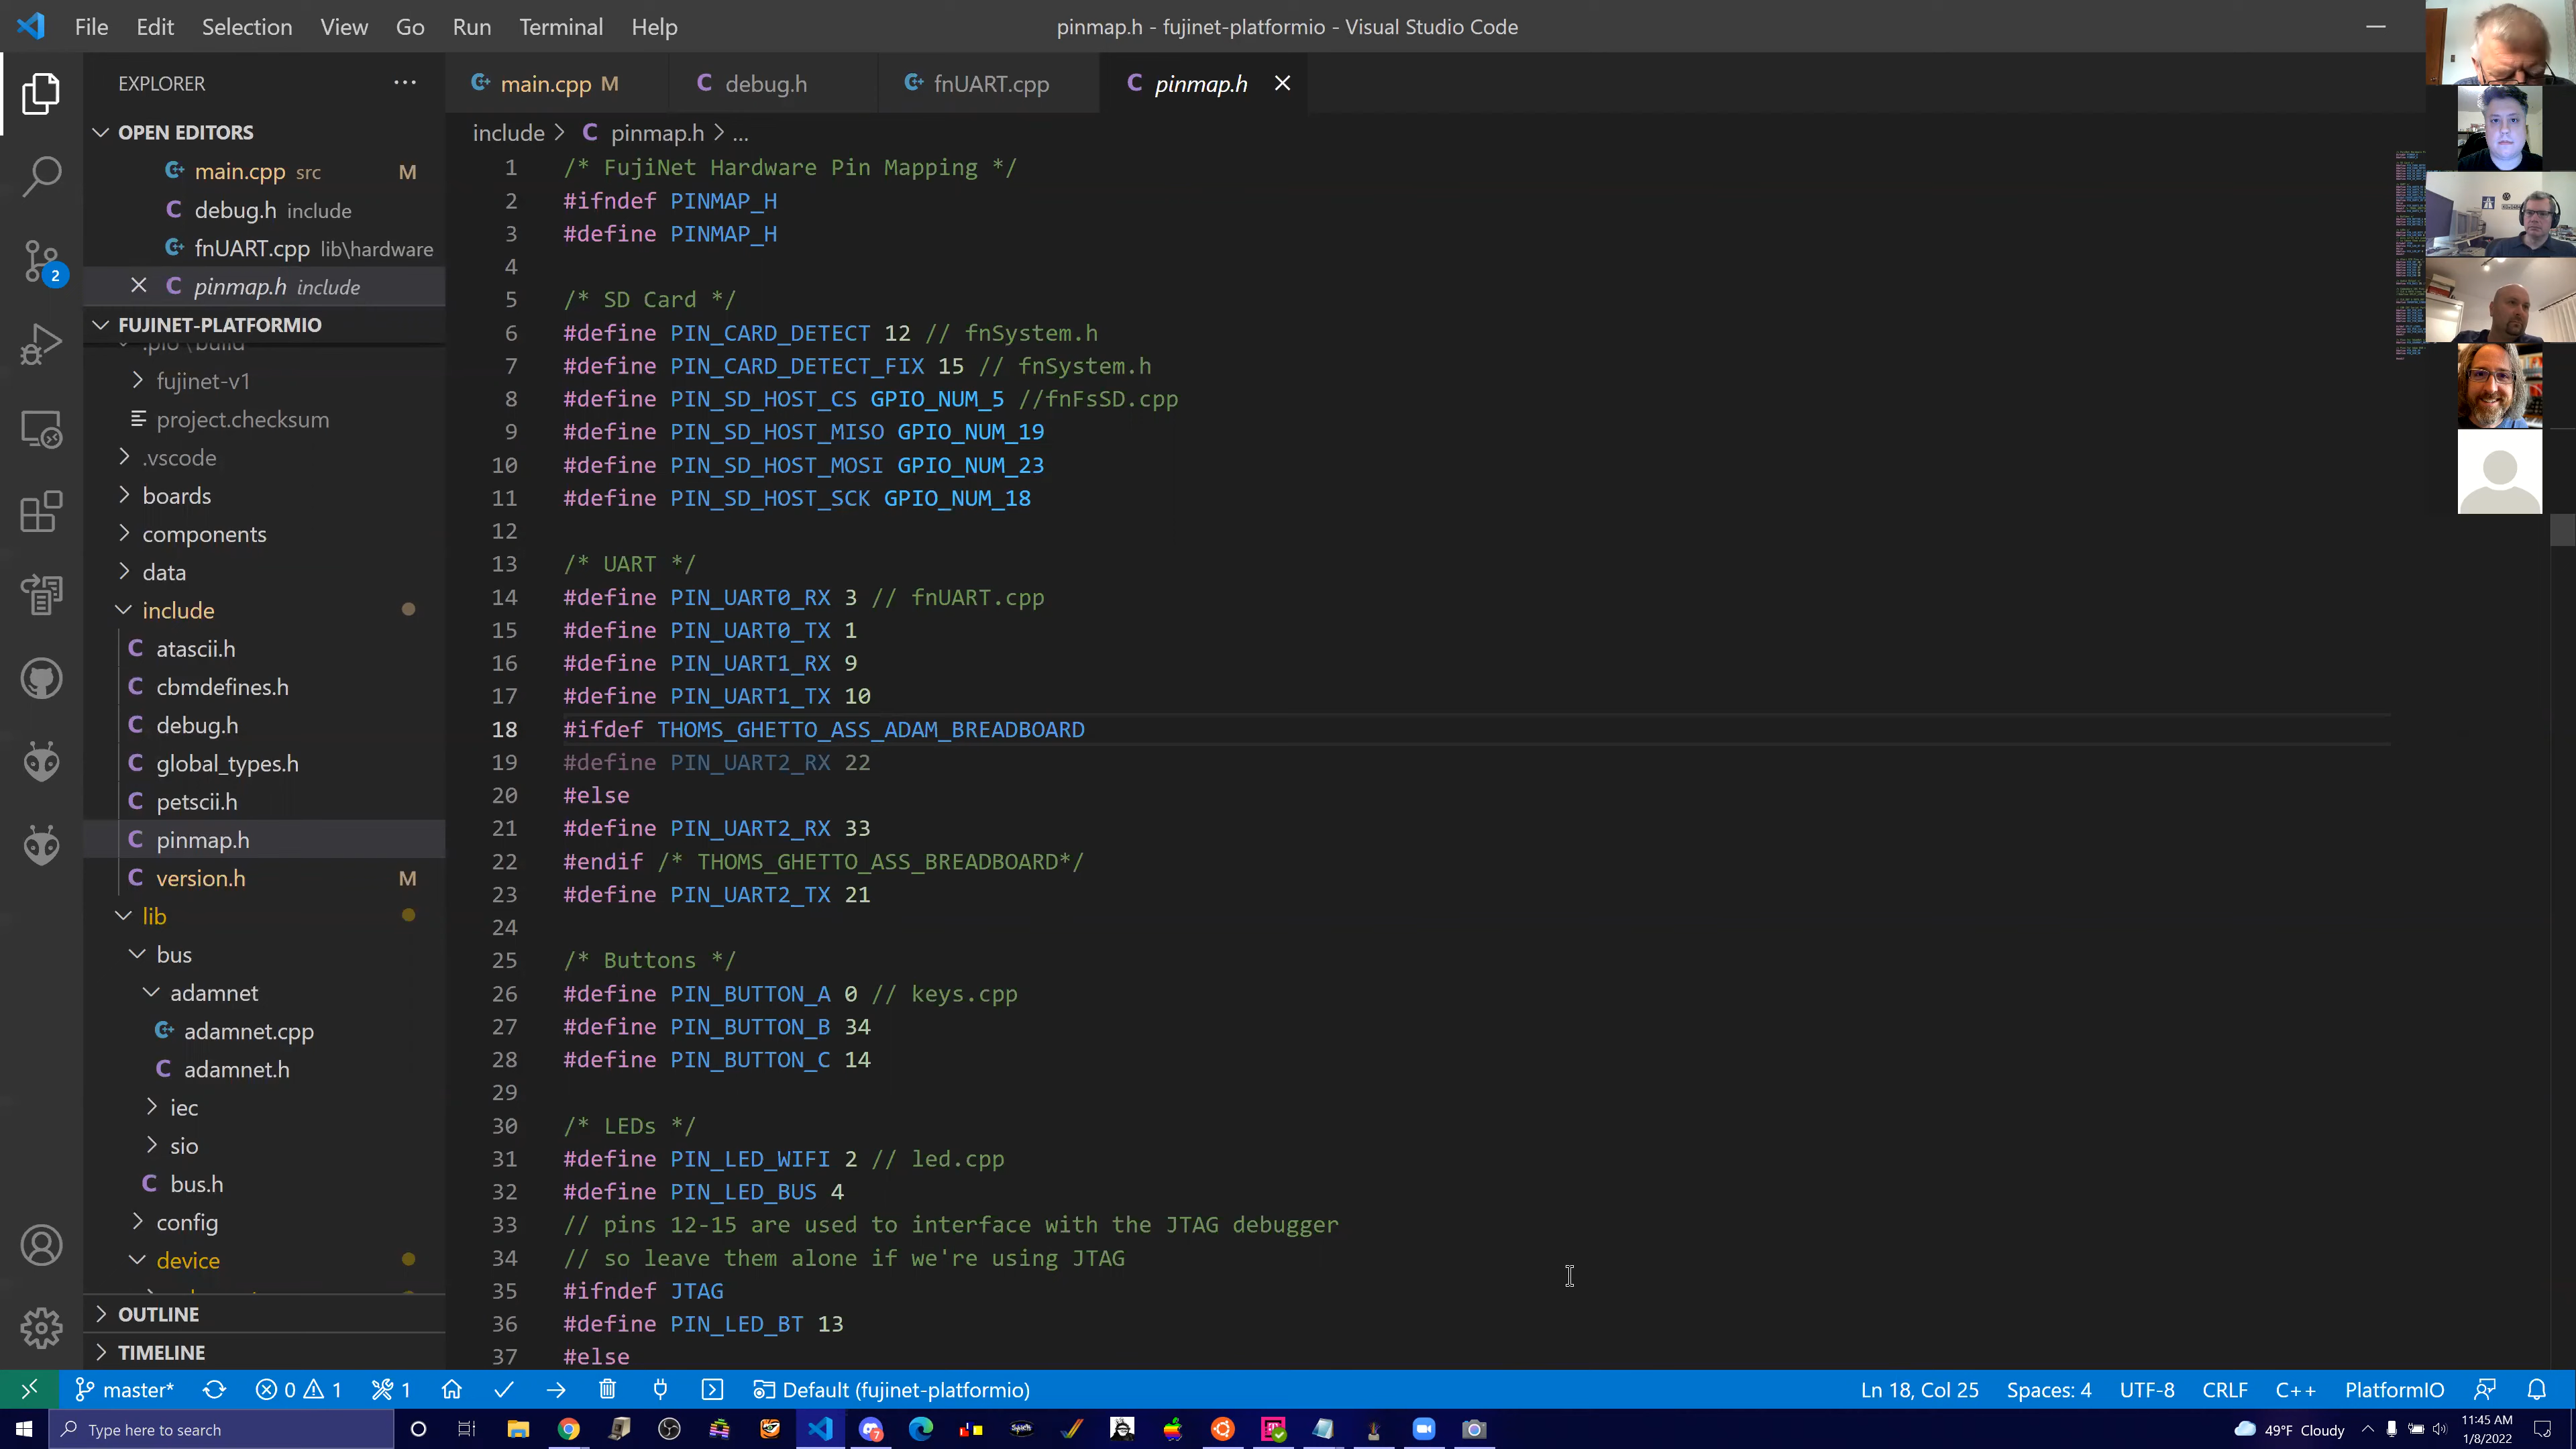 File Edit Selection View Go Run Terminal Help
pinmap.h - fujinet-platformio - Visual Studio Code
EXPLORER
main.cpp M
debug.h
fnUART.cpp
pinmap.h
OPEN EDITORS
main.cpp src M
debug.h include
fnUART.cpp lib\hardware
pinmap.h include
FUJINET-PLATFORMIO
.pio \build
fujinet-v1
project.checksum
.vscode
boards
components
data
include
atascii.h
cbmdefines.h
debug.h
global_types.h
petscii.h
pinmap.h
version.h M
lib
bus
adamnet
adamnet.cpp
adamnet.h
iec
sio
bus.h
config
device
OUTLINE
TIMELINE
2
include > C pinmap.h > ...
1 /* FujiNet Hardware Pin Mapping */
2 #ifndef PINMAP_H
3 #define PINMAP_H
4
5 /* SD Card */
6 #define PIN_CARD_DETECT 12 // fnSystem.h
7 #define PIN_CARD_DETECT_FIX 15 // fnSystem.h
8 #define PIN_SD_HOST_CS GPIO_NUM_5 //fnFsSD.cpp
9 #define PIN_SD_HOST_MISO GPIO_NUM_19
10 #define PIN_SD_HOST_MOSI GPIO_NUM_23
11 #define PIN_SD_HOST_SCK GPIO_NUM_18
12
13 /* UART */
14 #define PIN_UART0_RX 3 // fnUART.cpp
15 #define PIN_UART0_TX 1
16 #define PIN_UART1_RX 9
17 #define PIN_UART1_TX 10
18 #ifdef THOMS_GHETTO_ASS_ADAM_BREADBOARD
19 #define PIN_UART2_RX 22
20 #else
21 #define PIN_UART2_RX 33
22 #endif /* THOMS_GHETTO_ASS_BREADBOARD*/
23 #define PIN_UART2_TX 21
24
25 /* Buttons */
26 #define PIN_BUTTON_A 0 // keys.cpp
27 #define PIN_BUTTON_B 34
28 #define PIN_BUTTON_C 14
29
30 /* LEDs */
31 #define PIN_LED_WIFI 2 // led.cpp
32 #define PIN_LED_BUS 4
33 // pins 12-15 are used to interface with the JTAG debugger
34 // so leave them alone if we're using JTAG
35 #ifndef JTAG
36 #define PIN_LED_BT 13
37 #else
master* 0 1 1 Default (fujinet-platformio) Ln 18, Col 25 Spaces: 4 UTF-8 CRLF C++ PlatformIO
Type here to search
49°F Cloudy
11:45 AM
1/8/2022